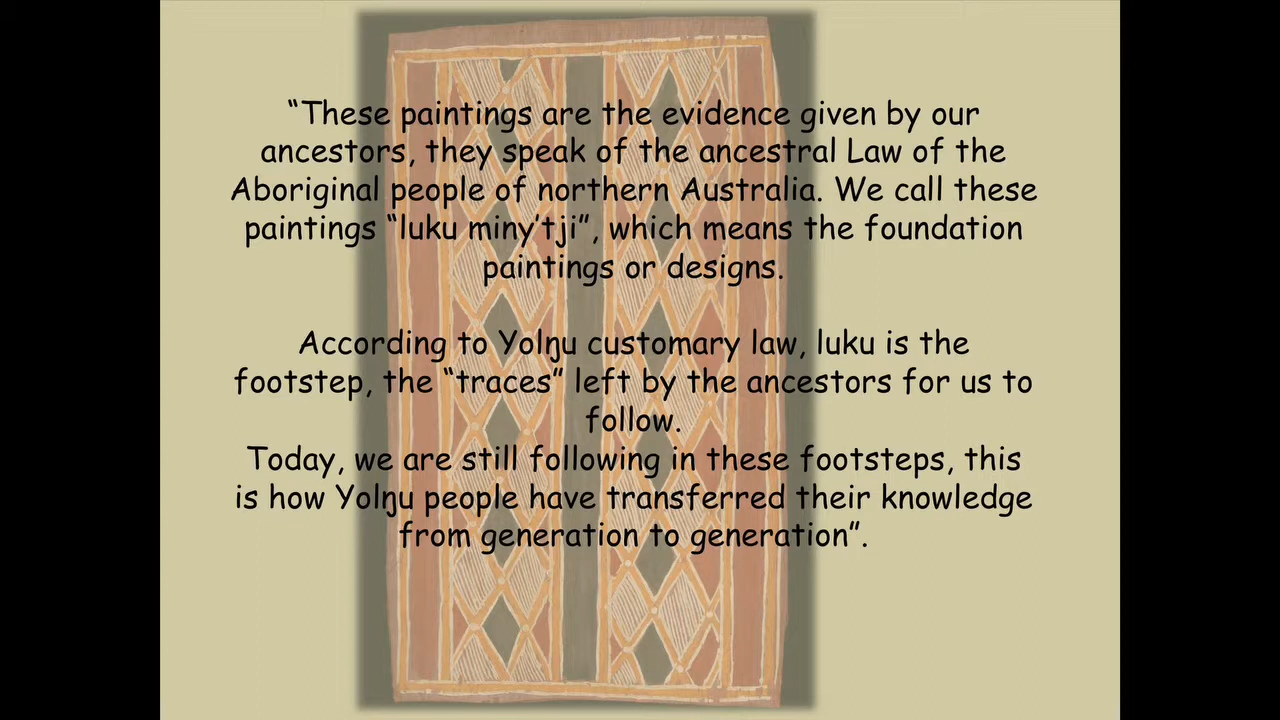 “These paintings are the evidence given by our
ancestors, they speak of the ancestral Law of the
Aboriginal people of northern Australia. We call these
paintings “luku miny’tji”, which means the foundation
paintings or designs.
According to Yolŋu customary law, luku is the
footstep, the “traces” left by the ancestors for us to
follow.
Today, we are still following in these footsteps, this
is how Yolŋu people have transferred their knowledge
from generation to generation”.